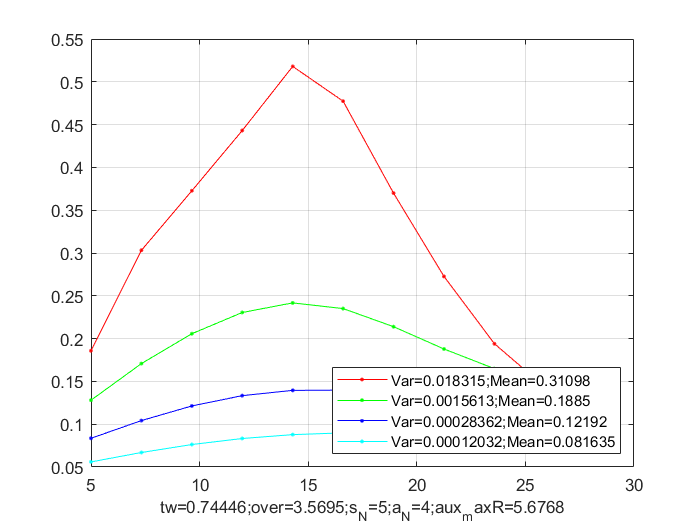 0.55
0.5
0.45
0.4
0.35
0.3
0.25
0.2
0.15
0.1
0.05
Var=0.018315;Mean=0.31098
Var=0.0015613;Mean=0.1885
Var=0.00028362;Mean=0.12192
Var=0.00012032;Mean=0.081635
5 10 15 20 25 30
tw=0.74446;over=3.5695;s_N=5;a_N=4;aux_maxR=5.6768